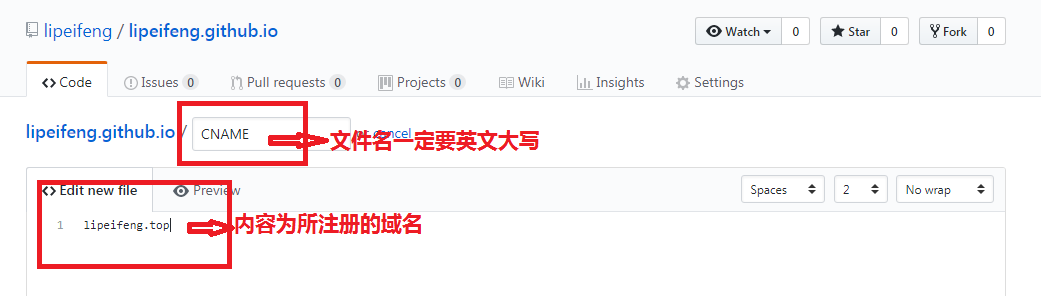 lipeifeng / lipeifeng.github.io
Watch 0 Star 0 Fork 0
Code Issues 0 Pull requests 0 Projects 0 Wiki Insights Settings
lipeifeng.github.io / CNAME cancel
文件名一定要英文大写
Edit new file Preview Spaces 2 No wrap
1 lipeifeng.top
内容为所注册的域名